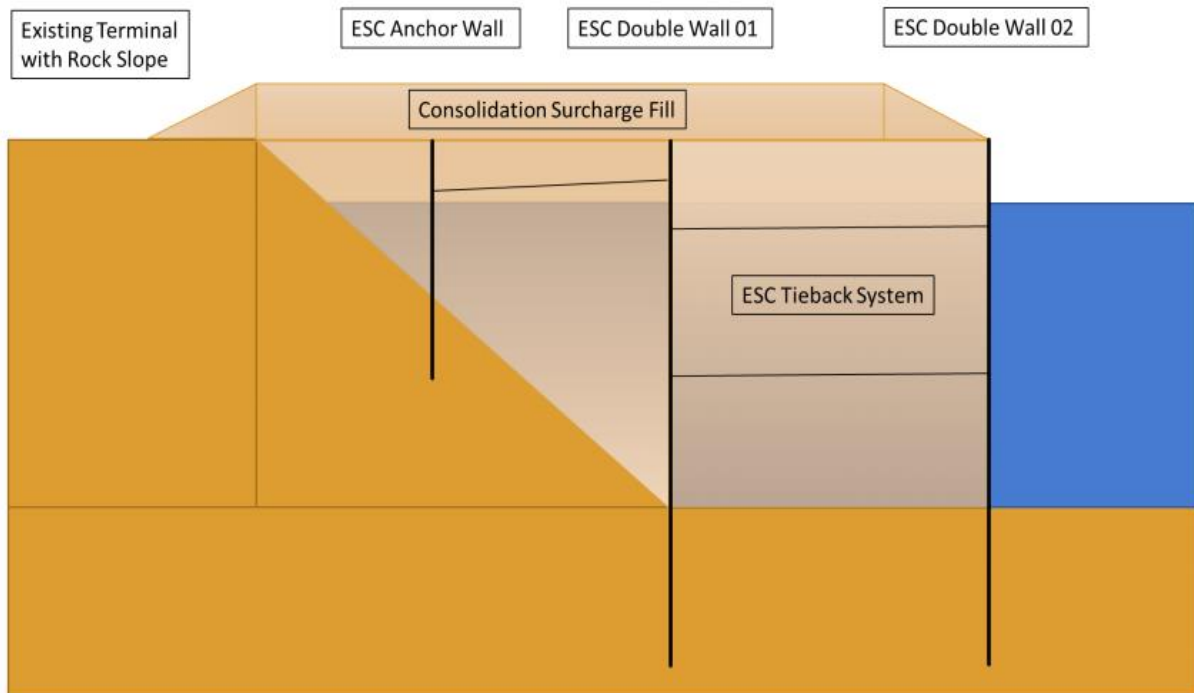 Existing Terminal
with Rock Slope
ESC Anchor Wall
ESC Double Wall 01
ESC Double Wall 02
Consolidation Surcharge Fill
ESC Tieback System